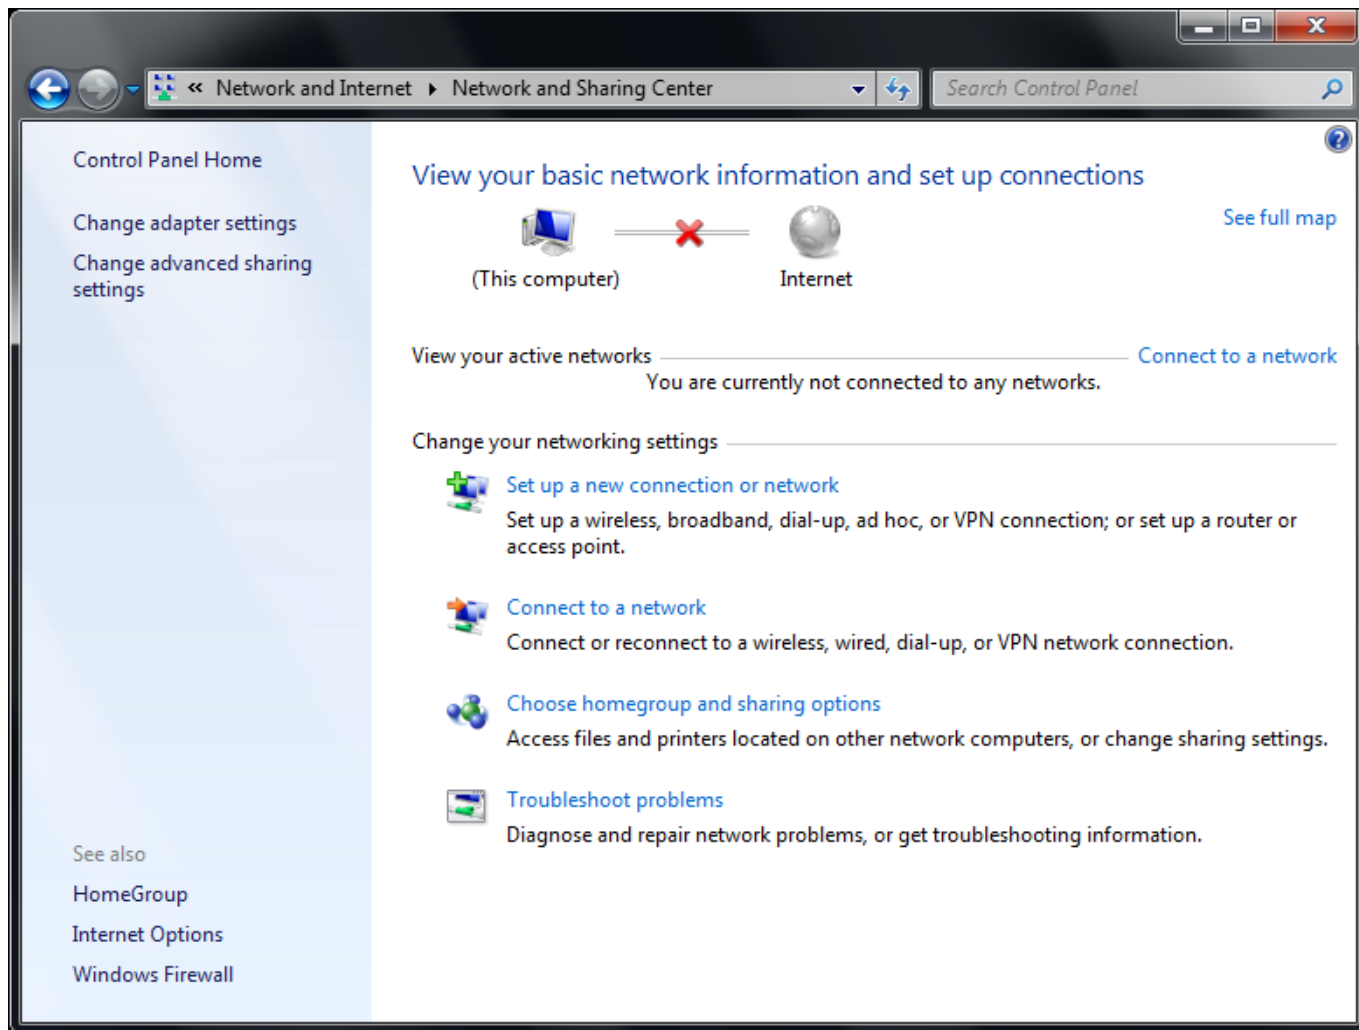 « Network and Internet ▸ Network and Sharing Center
Search Control Panel
Control Panel Home
Change adapter settings
Change advanced sharing
settings
See also
HomeGroup
Internet Options
Windows Firewall
View your basic network information and set up connections
See full map
(This computer)
Internet
View your active networks
Connect to a network
You are currently not connected to any networks.
Change your networking settings
Set up a new connection or network
Set up a wireless, broadband, dial-up, ad hoc, or VPN connection; or set up a router or
access point.
Connect to a network
Connect or reconnect to a wireless, wired, dial-up, or VPN network connection.
Choose homegroup and sharing options
Access files and printers located on other network computers, or change sharing settings.
Troubleshoot problems
Diagnose and repair network problems, or get troubleshooting information.